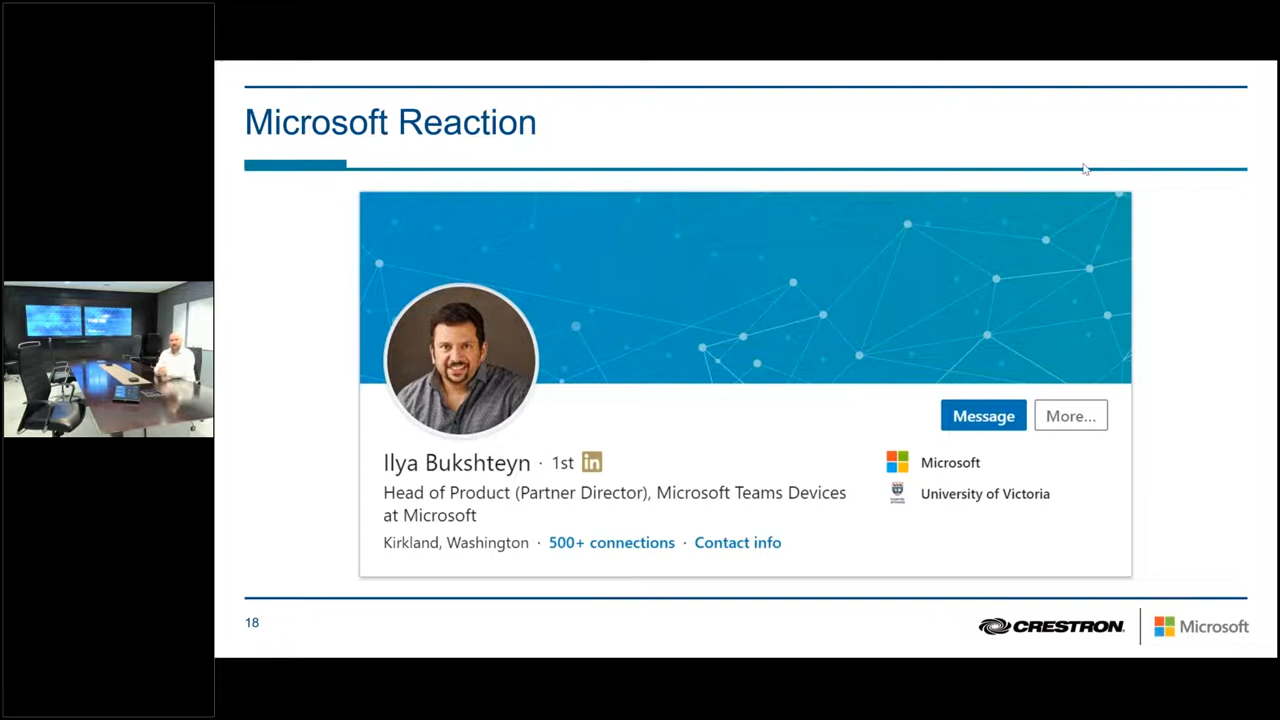 Microsoft Reaction
Ilya Bukshteyn · 1st in
Head of Product (Partner Director), Microsoft Teams Devices
at Microsoft
Kirkland, Washington · 500+ connections · Contact info
Message
More...
Microsoft
University of Victoria
18
CRESTRON
Microsoft